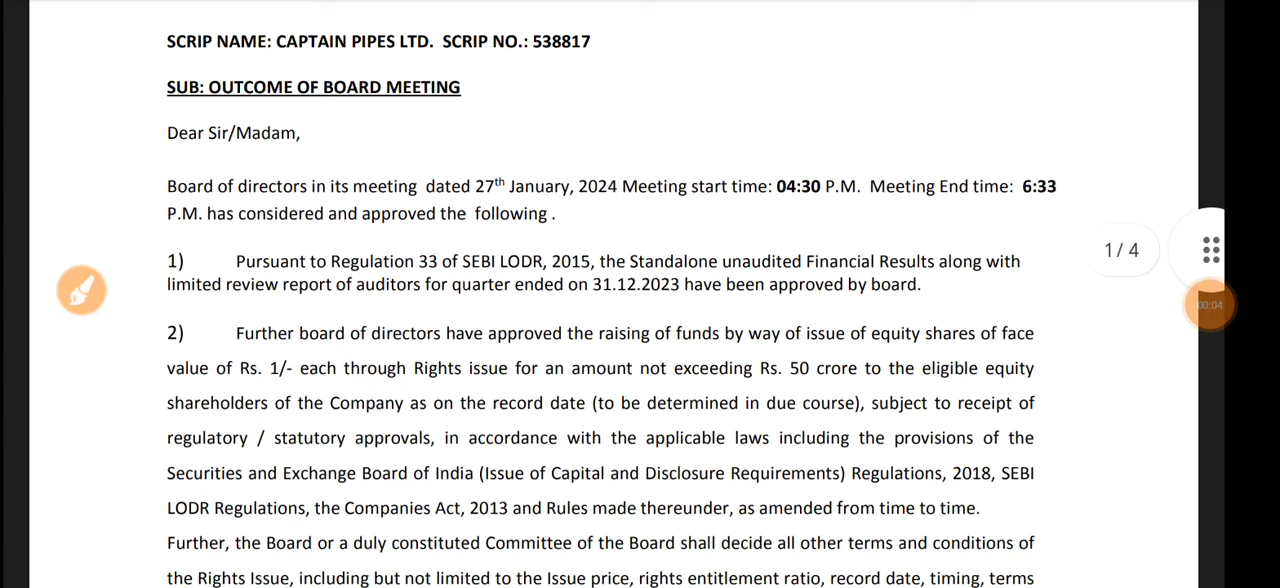 SCRIP NAME: CAPTAIN PIPES LTD. SCRIP NO.: 538817
SUB: OUTCOME OF BOARD MEETING
Dear Sir/Madam,
Board of directors in its meeting dated 27th January, 2024 Meeting start time: 04:30 P.M. Meeting End time: 6:33
P.M. has considered and approved the following .
1) Pursuant to Regulation 33 of SEBI LODR, 2015, the Standalone unaudited Financial Results along with
limited review report of auditors for quarter ended on 31.12.2023 have been approved by board.
2) Further board of directors have approved the raising of funds by way of issue of equity shares of face
value of Rs. 1/- each through Rights issue for an amount not exceeding Rs. 50 crore to the eligible equity
shareholders of the Company as on the record date (to be determined in due course), subject to receipt of
regulatory / statutory approvals, in accordance with the applicable laws including the provisions of the
Securities and Exchange Board of India (Issue of Capital and Disclosure Requirements) Regulations, 2018, SEBI
LODR Regulations, the Companies Act, 2013 and Rules made thereunder, as amended from time to time.
Further, the Board or a duly constituted Committee of the Board shall decide all other terms and conditions of
the Rights Issue, including but not limited to the Issue price, rights entitlement ratio, record date, timing, terms
1 / 4
00:04